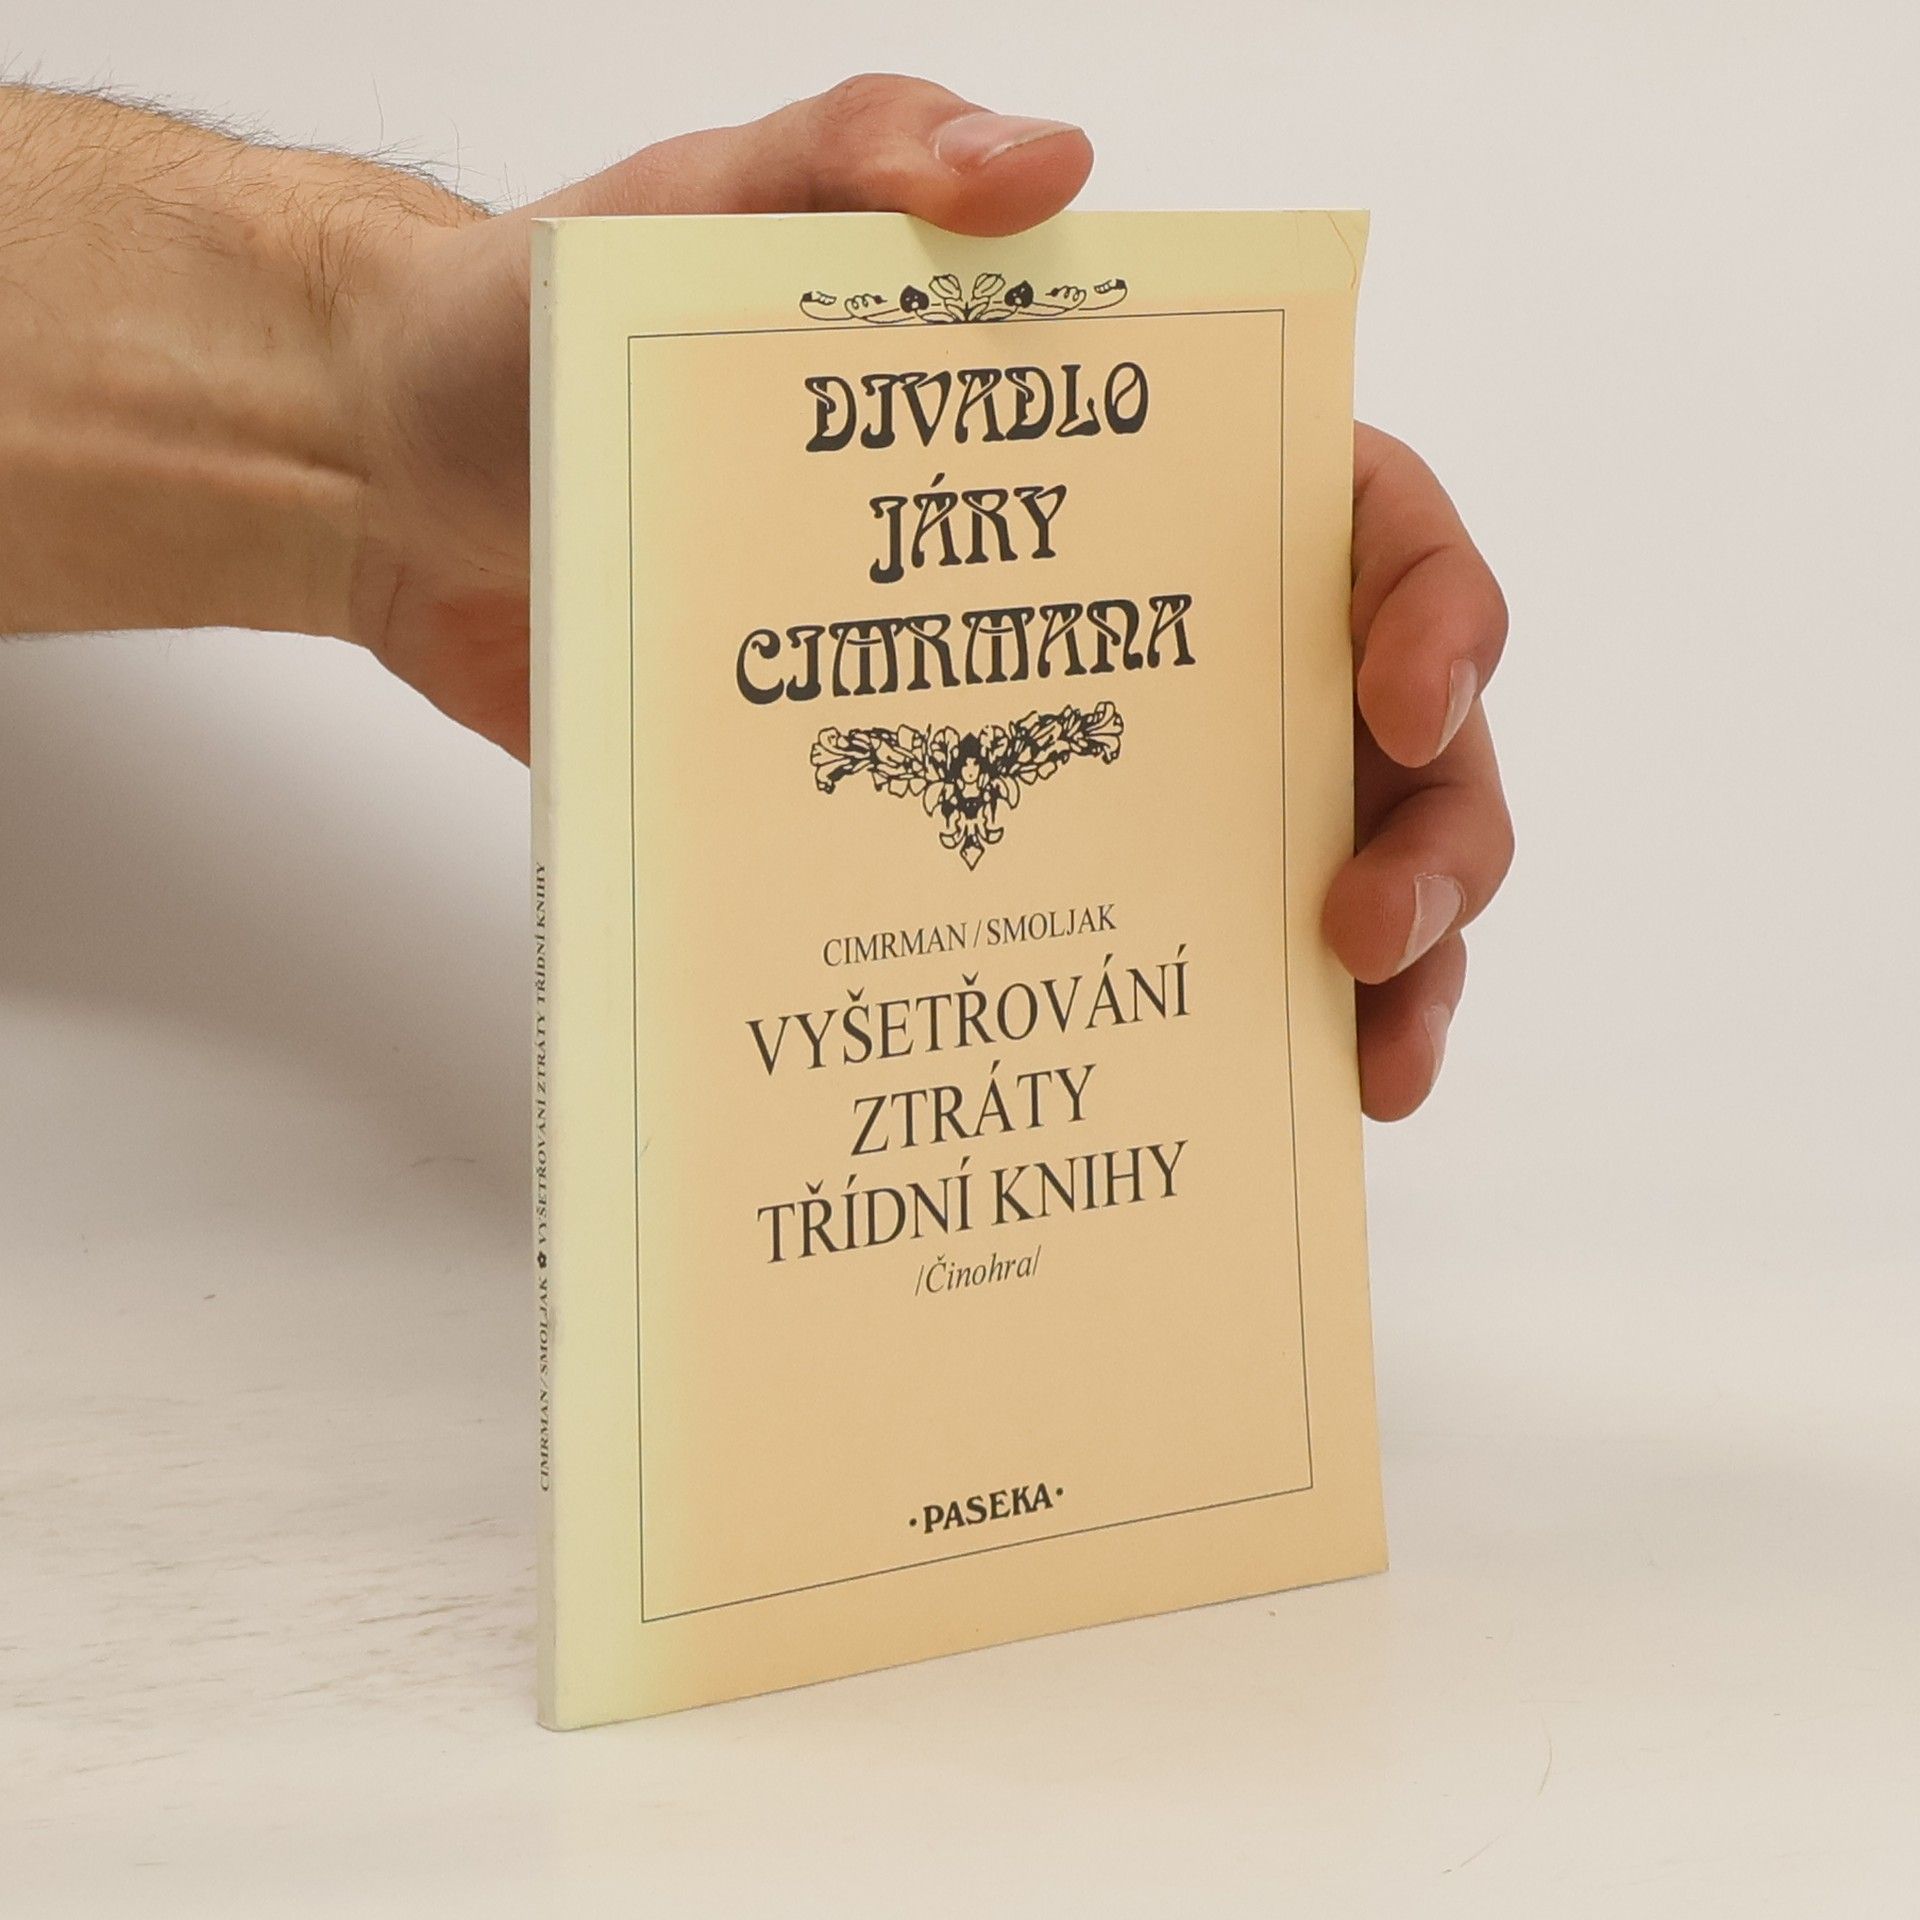 DIVADLO
JÁRY
CIMRMANA
CIMRMAN / SMOLJAK
VYŠETŘOVÁNÍ
ZTRÁTY
TŘÍDNÍ KNIHY
/Činohra/
·PASEKA·
CIMRMAN/SMOLJAK ✿ VYŠETŘOVÁNÍ ZTRÁTY TŘÍDNÍ KNIHY